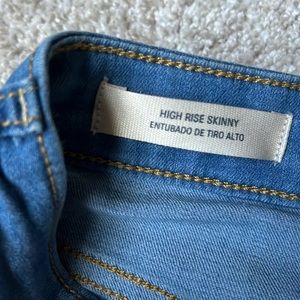 HIGH RISE SKINNY
ENTUBADO DE TIRO ALTO